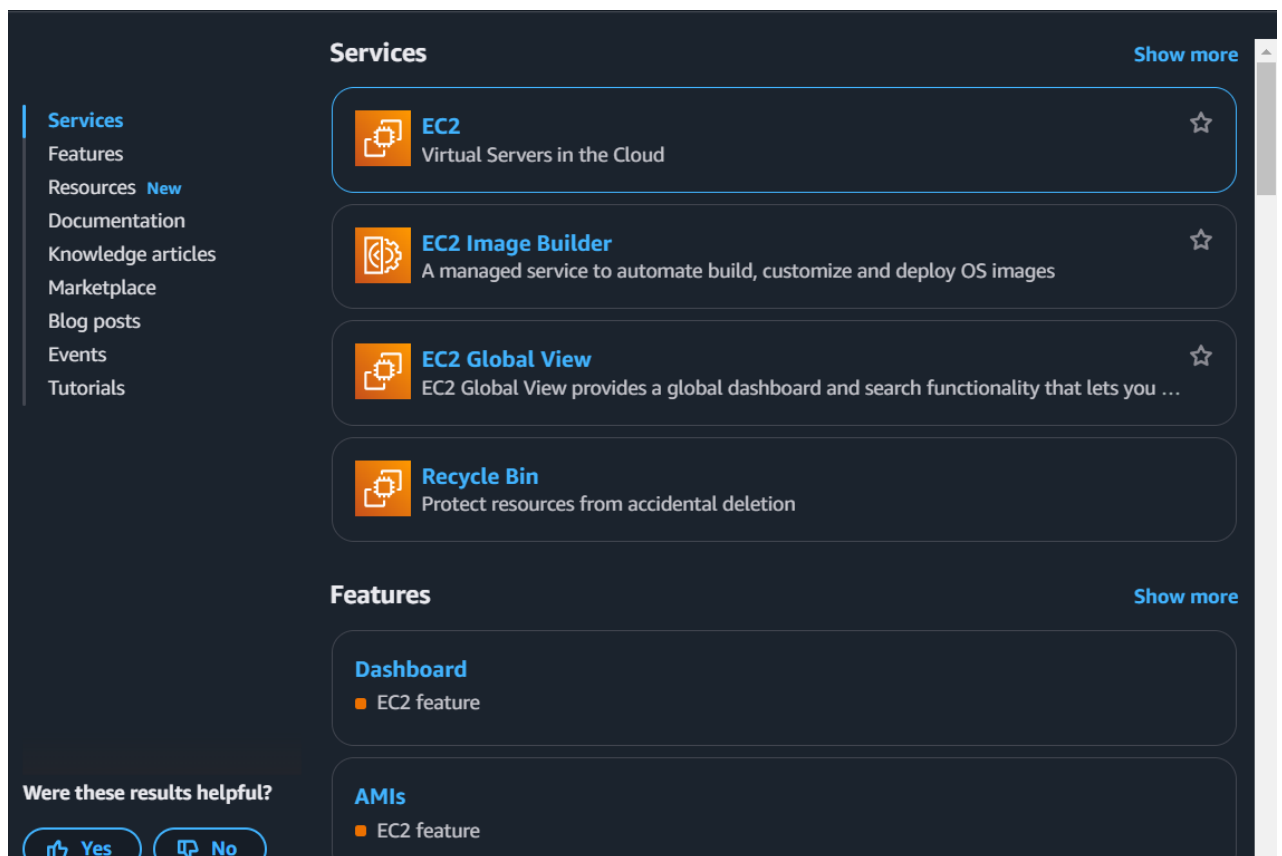 Services
Features
Resources New
Documentation
Knowledge articles
Marketplace
Blog posts
Events
Tutorials
Were these results helpful?
Yes
No
Services
Show more
EC2
Virtual Servers in the Cloud
EC2 Image Builder
A managed service to automate build, customize and deploy OS images
EC2 Global View
EC2 Global View provides a global dashboard and search functionality that lets you …
Recycle Bin
Protect resources from accidental deletion
Features
Show more
Dashboard
EC2 feature
AMIs
EC2 feature